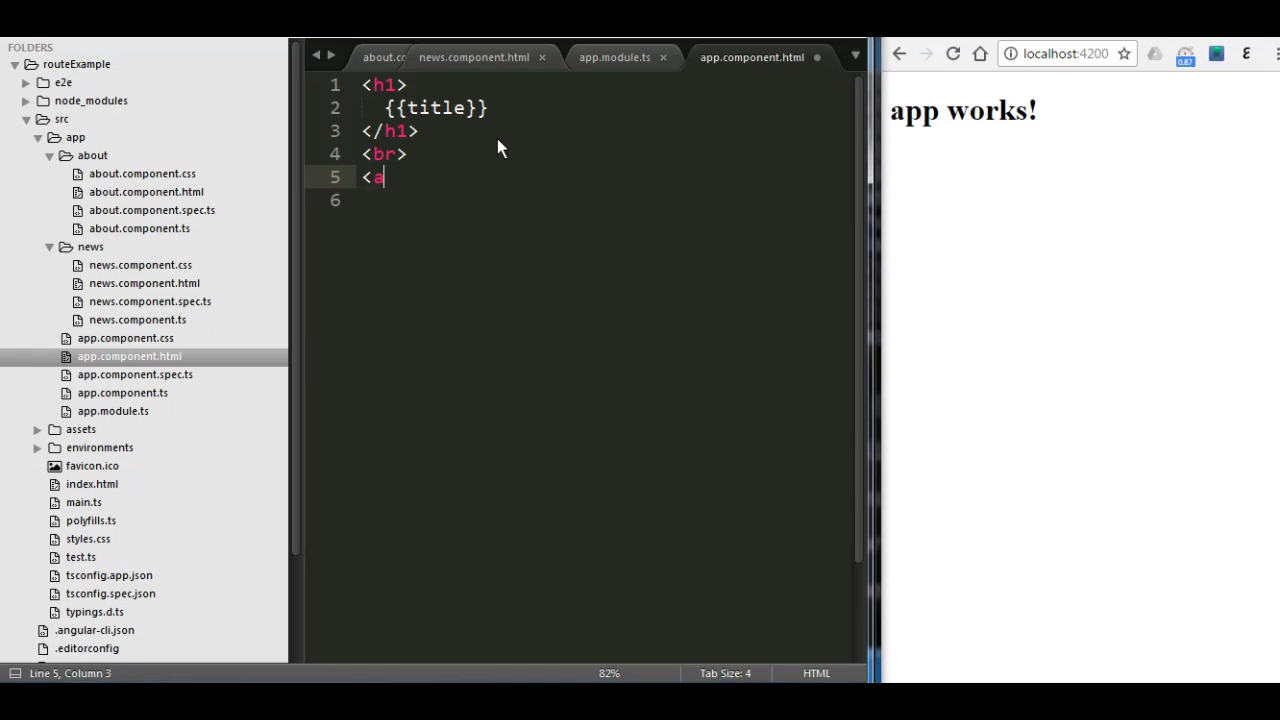 FOLDERS
routeExample
e2e
node_modules
src
app
about
about.component.css
about.component.html
about.component.spec.ts
about.component.ts
news
news.component.css
news.component.html
news.component.spec.ts
news.component.ts
app.component.css
app.component.html
app.component.spec.ts
app.component.ts
app.module.ts
assets
environments
favicon.ico
index.html
main.ts
polyfills.ts
styles.css
test.ts
tsconfig.app.json
tsconfig.spec.json
typings.d.ts
.angular-cli.json
.editorconfig
about.co news.component.html × app.module.ts × app.component.html
1 <h1>
2 {{title}}
3 </h1>
4 <br>
5 <a
6
Line 5, Column 3 82% Tab Size: 4 HTML
localhost:4200
0.87
app works!